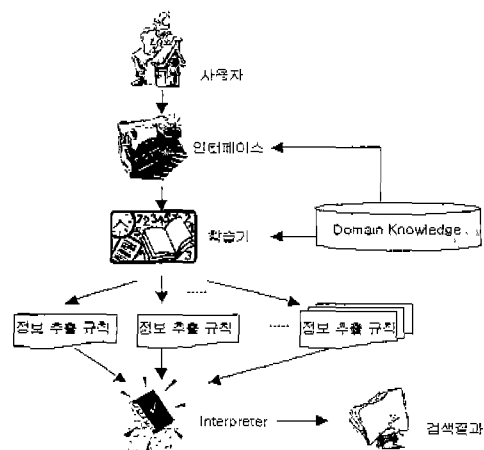 사용자
인터페이스
Domain Knowledge
학습기
.....
정보 추출 규칙
정보 추출 규칙
.....
정보 추출 규칙
Interpreter
검색결과